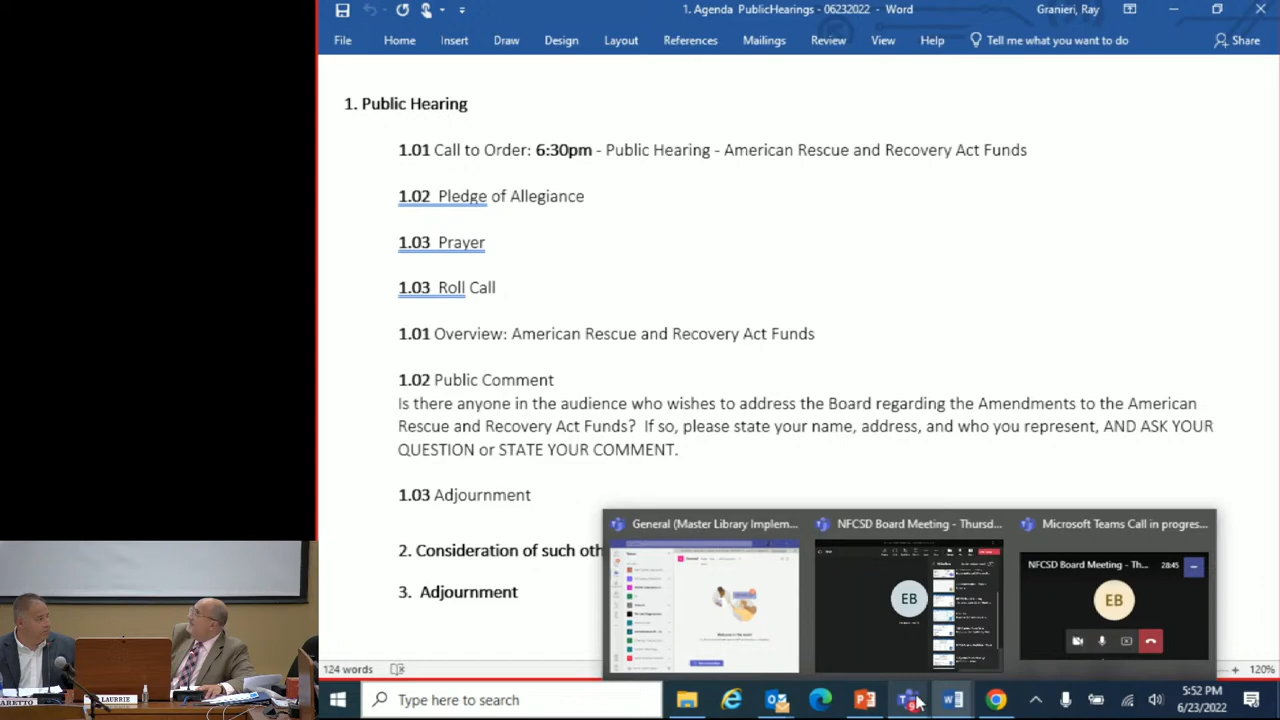 1. Agenda PublicHearings - 06232022 - Word
Granieri, Ray
File Home Insert Draw Design Layout References Mailings Review View Help Tell me what you want to do Share
1. Public Hearing
1.01 Call to Order: 6:30pm - Public Hearing - American Rescue and Recovery Act Funds
1.02 Pledge of Allegiance
1.03 Prayer
1.03 Roll Call
1.01 Overview: American Rescue and Recovery Act Funds
1.02 Public Comment
Is there anyone in the audience who wishes to address the Board regarding the Amendments to the American
Rescue and Recovery Act Funds? If so, please state your name, address, and who you represent, AND ASK YOUR
QUESTION or STATE YOUR COMMENT.
1.03 Adjournment
2. Consideration of such oth
3. Adjournment
General (Master Library Implem...
NFCSD Board Meeting - Thursd...
Microsoft Teams Call in progres...
NFCSD Board Meeting - Th...
28:45
EB
EB
LAURRIE
124 words
120%
Type here to search
5:52 PM
6/23/2022